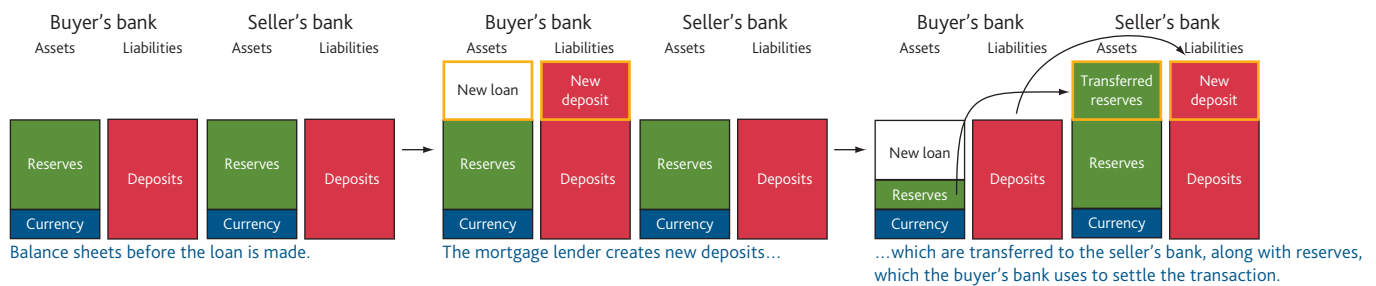 Buyer's bank
Seller's bank
Assets
Liabilities
Assets
Liabilities
Reserves
Currency
Deposits
Reserves
Currency
Deposits
Balance sheets before the loan is made.
Buyer's bank
Seller's bank
Assets
Liabilities
Assets
Liabilities
New loan
New
deposit
Reserves
Currency
Deposits
Reserves
Currency
Deposits
The mortgage lender creates new deposits…
Buyer's bank
Seller's bank
Assets
Liabilities
Assets
Liabilities
New loan
Reserves
Currency
Deposits
Transferred
reserves
Reserves
Currency
New
deposit
Deposits
…which are transferred to the seller's bank, along with reserves,
which the buyer's bank uses to settle the transaction.